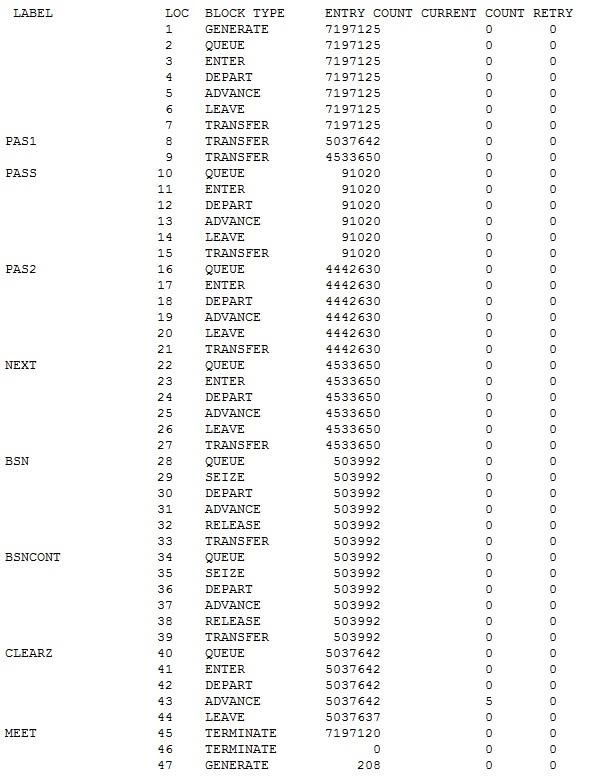 LABEL LOC BLOCK TYPE ENTRY COUNT CURRENT COUNT RETRY
1 GENERATE 7197125 0 0
2 QUEUE 7197125 0 0
3 ENTER 7197125 0 0
4 DEPART 7197125 0 0
5 ADVANCE 7197125 0 0
6 LEAVE 7197125 0 0
7 TRANSFER 7197125 0 0
PAS1 8 TRANSFER 5037642 0 0
9 TRANSFER 4533650 0 0
PASS 10 QUEUE 91020 0 0
11 ENTER 91020 0 0
12 DEPART 91020 0 0
13 ADVANCE 91020 0 0
14 LEAVE 91020 0 0
15 TRANSFER 91020 0 0
PAS2 16 QUEUE 4442630 0 0
17 ENTER 4442630 0 0
18 DEPART 4442630 0 0
19 ADVANCE 4442630 0 0
20 LEAVE 4442630 0 0
21 TRANSFER 4442630 0 0
NEXT 22 QUEUE 4533650 0 0
23 ENTER 4533650 0 0
24 DEPART 4533650 0 0
25 ADVANCE 4533650 0 0
26 LEAVE 4533650 0 0
27 TRANSFER 4533650 0 0
BSN 28 QUEUE 503992 0 0
29 SEIZE 503992 0 0
30 DEPART 503992 0 0
31 ADVANCE 503992 0 0
32 RELEASE 503992 0 0
33 TRANSFER 503992 0 0
BSNCONT 34 QUEUE 503992 0 0
35 SEIZE 503992 0 0
36 DEPART 503992 0 0
37 ADVANCE 503992 0 0
38 RELEASE 503992 0 0
39 TRANSFER 503992 0 0
CLEARZ 40 QUEUE 5037642 0 0
41 ENTER 5037642 0 0
42 DEPART 5037642 0 0
43 ADVANCE 5037642 5 0
44 LEAVE 5037637 0 0
MEET 45 TERMINATE 7197120 0 0
46 TERMINATE 0 0 0
47 GENERATE 208 0 0